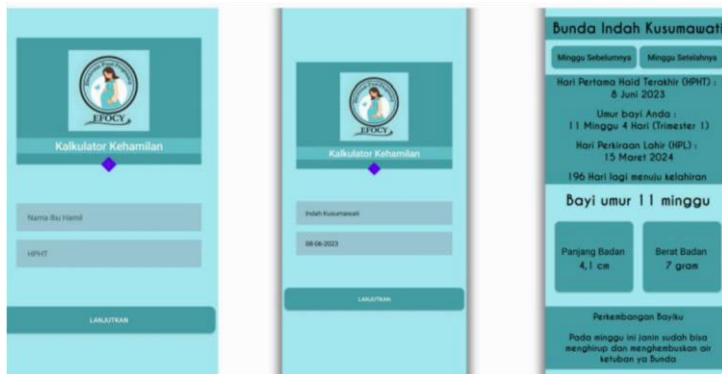 EFOCY
Kalkulator Kehamilan
Nama Ibu Hamil
HPHT
LANJUTKAN
EFOCY
Kalkulator Kehamilan
Indah Kusumawati
08-06-2023
LANJUTKAN
Bunda Indah Kusumawati
Minggu Sebelumnya
Minggu Setelahnya
Hari Pertama Haid Terakhir (HPHT) :
8 Juni 2023
Umur bayi Anda :
11 Minggu 4 Hari (Trimester 1)
Hari Perkiraan Lahir (HPL) :
15 Maret 2024
196 Hari lagi menuju kelahiran
Bayi umur 11 minggu
Panjang Badan
4,1 cm
Berat Badan
7 gram
Perkembangan Bayiku
Pada minggu ini janin sudah bisa
menghirup dan menghembuskan air
ketuban ya Bunda